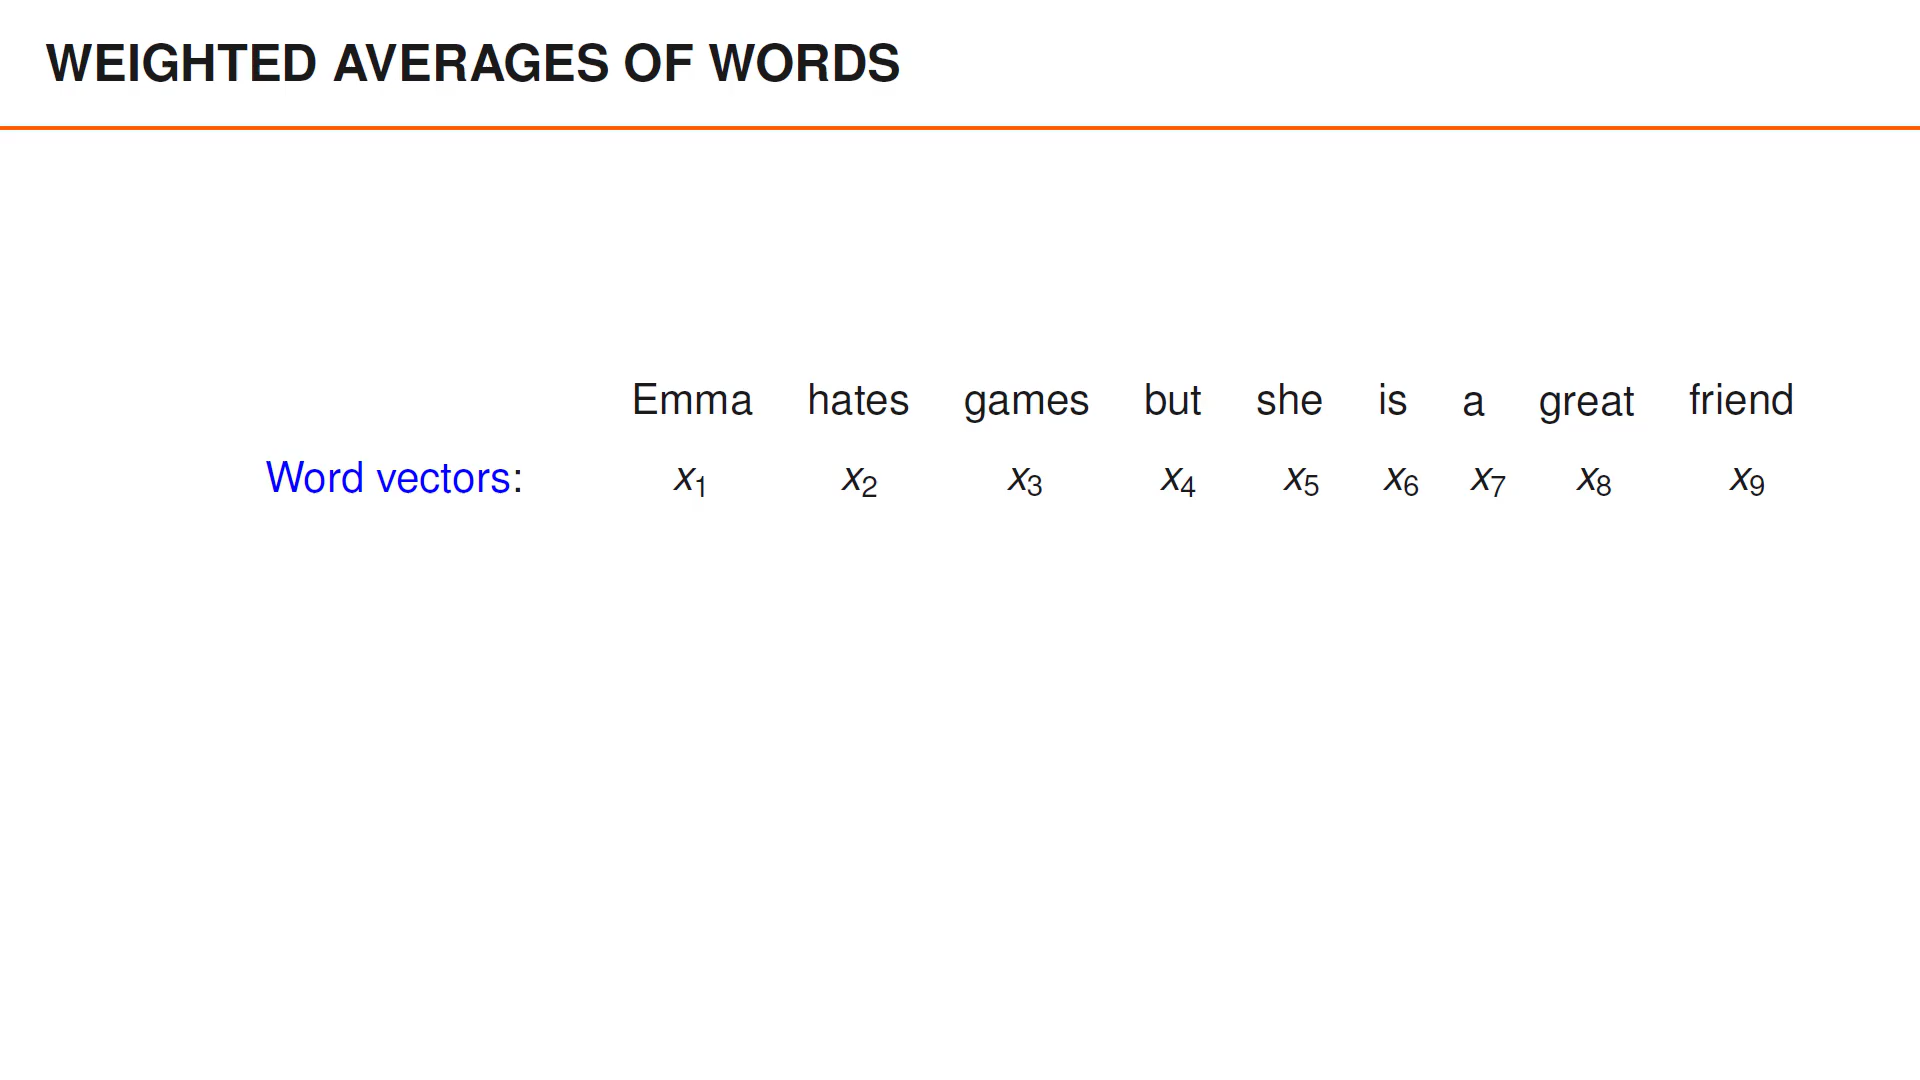 WEIGHTED AVERAGES OF WORDS
Emma hates games but she is a great friend
Word vectors: x₁ x₂ x₃ x₄ x₅ x₆ x₇ x₈ x₉